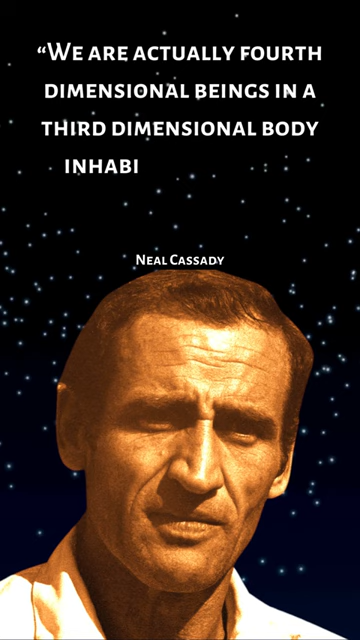 “We are actually fourth
dimensional beings in a
third dimensional body
inhabi
Neal Cassady